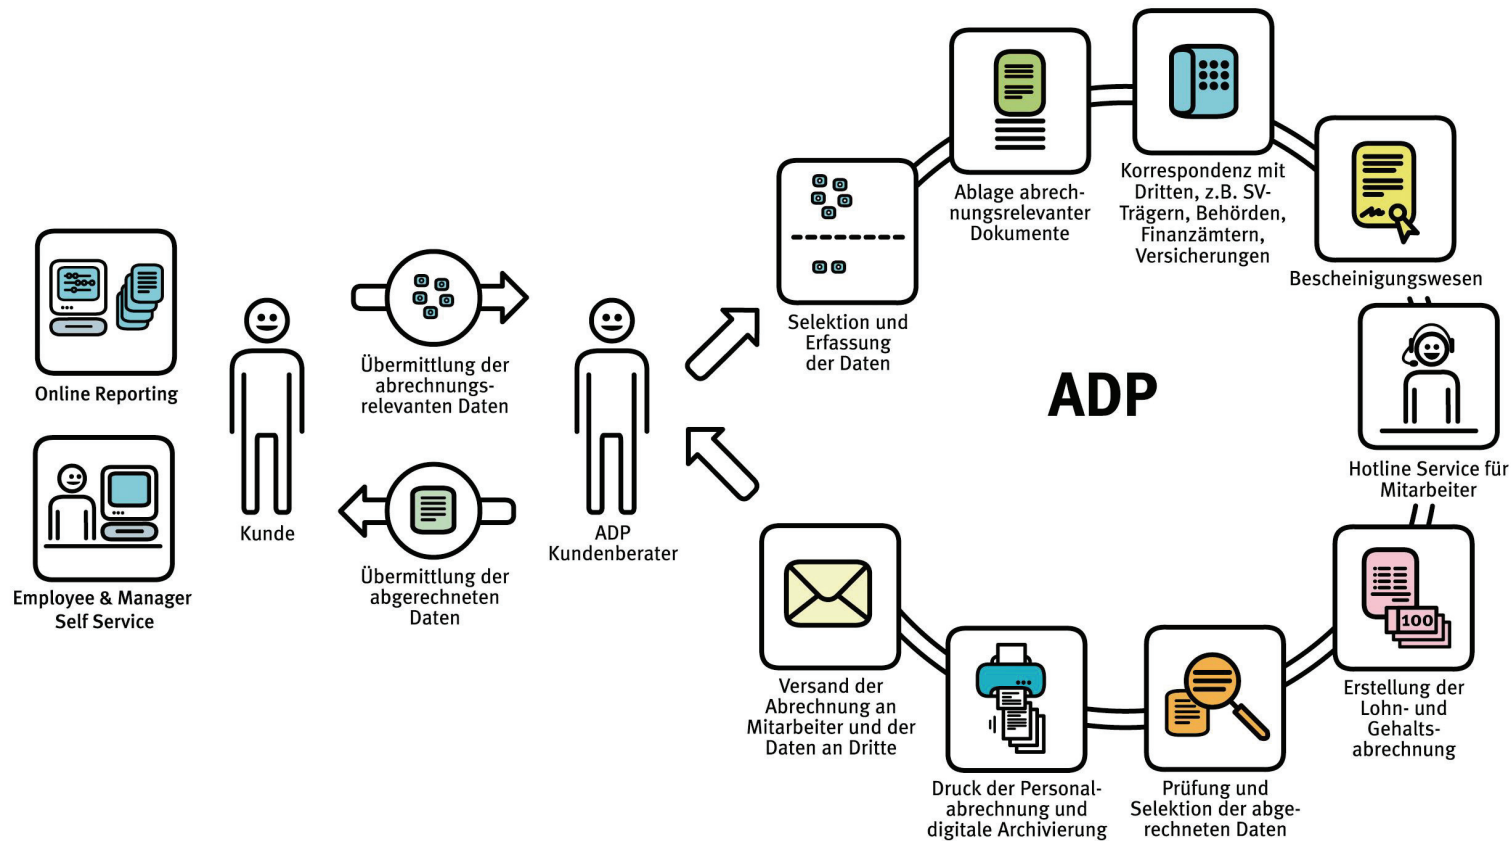 Online Reporting
Employee & Manager
Self Service
Kunde
Übermittlung der
abrechnungs-
relevanten Daten
Übermittlung der
abgerechneten
Daten
ADP
Kundenberater
Selektion und
Erfassung
der Daten
Ablage abrech-
nungsrelevanter
Dokumente
Korrespondenz mit
Dritten, z.B. SV-
Trägern, Behörden,
Finanzämtern,
Versicherungen
Bescheinigungswesen
ADP
Hotline Service für
Mitarbeiter
100
Erstellung der
Lohn- und
Gehalts-
abrechnung
Prüfung und
Selektion der abge-
rechneten Daten
Druck der Personal-
abrechnung und
digitale Archivierung
Versand der
Abrechnung an
Mitarbeiter und der
Daten an Dritte